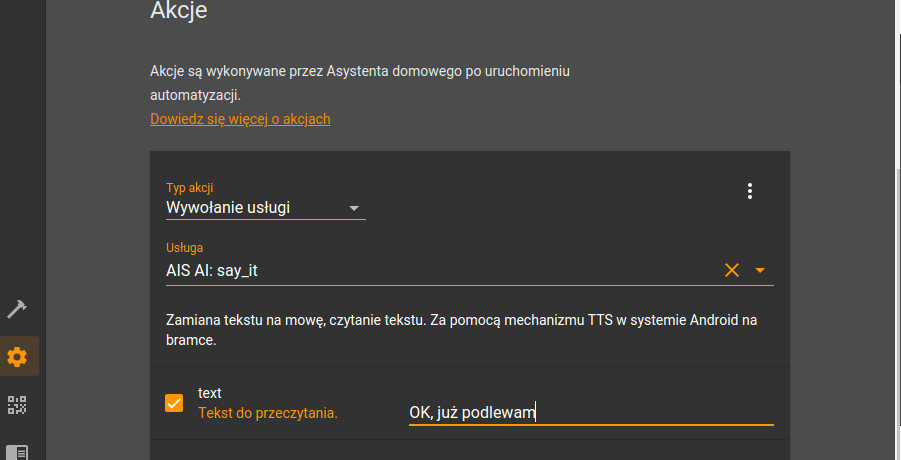 Akcje
Akcje są wykonywane przez Asystenta domowego po uruchomieniu
automatyzacji.
Dowiedz się więcej o akcjach
Typ akcji
Wywołanie usługi
Usługa
AIS AI: say_it
Zamiana tekstu na mowę, czytanie tekstu. Za pomocą mechanizmu TTS w systemie Android na
bramce.
text
Tekst do przeczytania.
OK, już podlewam